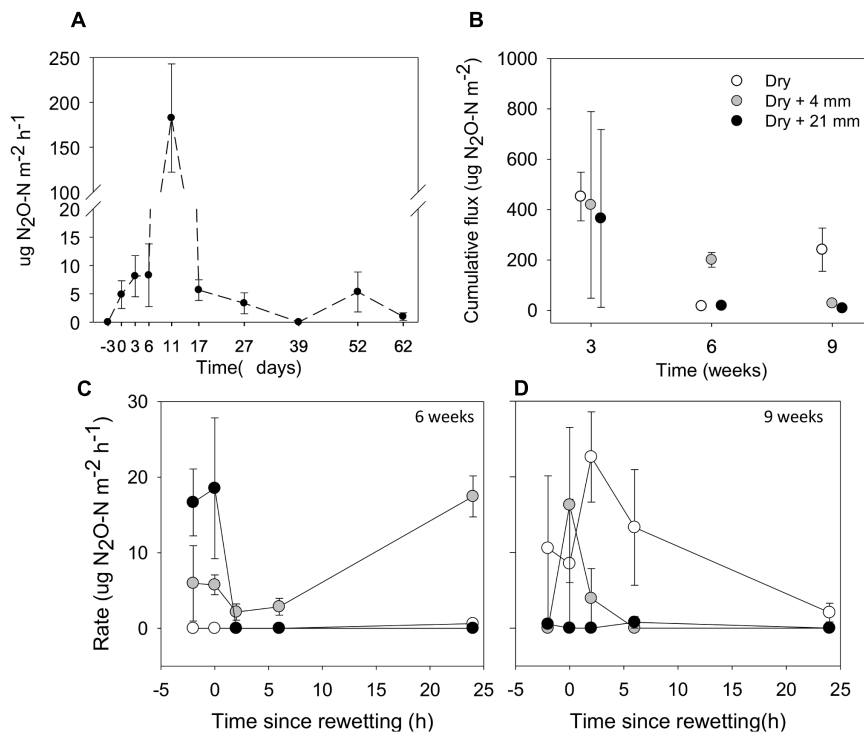 A
ug N2O-N m-2 h-1
250
200
150
100
20
15
10
5
0
-3 0 3 6 11 17 27 39 52 62
Time( days)
B
Cumulative flux (ug N2O-N m-2)
1000
800
600
400
200
0
Dry
Dry + 4 mm
Dry + 21 mm
3 6 9
Time (weeks)
C
Rate (ug N2O-N m-2 h-1)
30
20
10
0
6 weeks
-5 0 5 10 15 20 25
Time since rewetting (h)
D
9 weeks
-5 0 5 10 15 20 25
Time since rewetting(h)